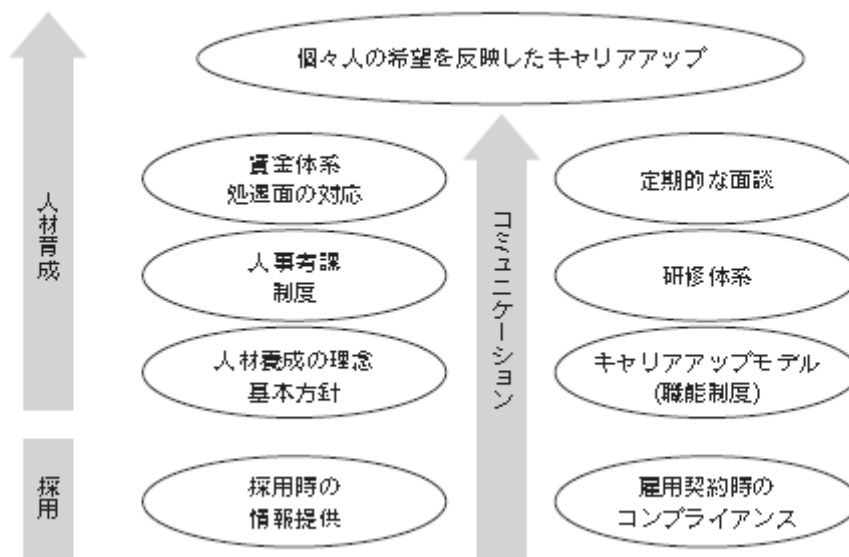 個々人の希望を反映したキャリアアップ
賃金体系
処遇面の対応
定期的な面談
人材育成
コミュニケーション
人事考課
制度
研修体系
人材養成の理念
基本方針
キャリアアップモデル
(職能制度)
採用
採用時の
情報提供
雇用契約時の
コンプライアンス